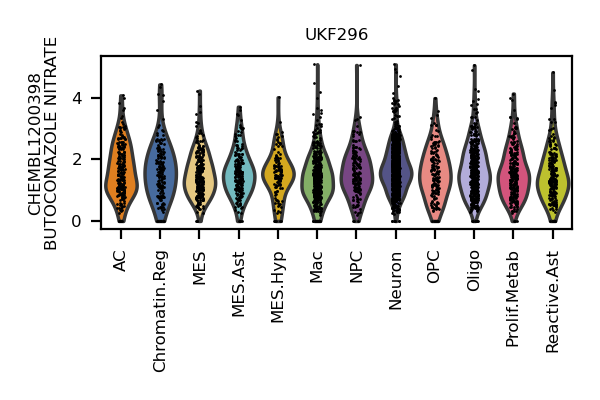 UKF296
CHEMBL1200398
BUTOCONAZOLE NITRATE
4
2
0
AC
Chromatin.Reg
MES
MES.Ast
MES.Hyp
Mac
NPC
Neuron
OPC
Oligo
Prolif.Metab
Reactive.Ast